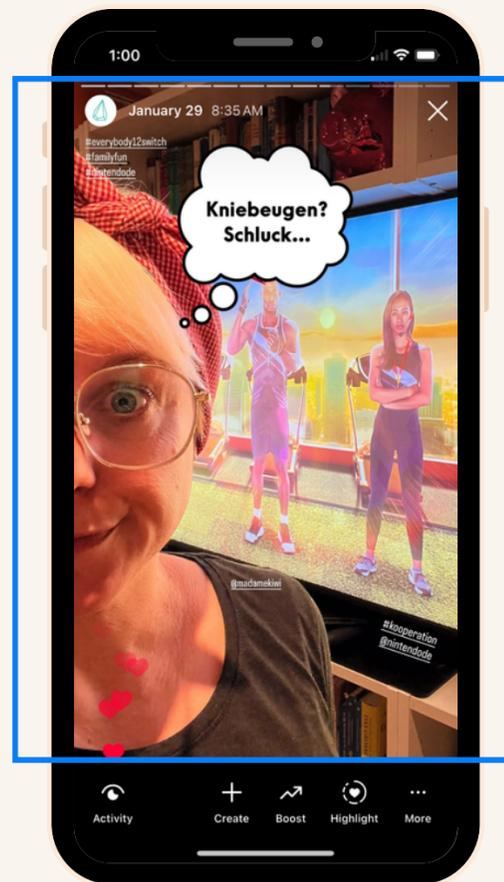 1:00
January 29 8:35 AM
#everybody12switch
#familyfun
#nintendode
Kniebeugen?
Schluck...
@madamekiwi
#kooperation
@nintendode
Activity
Create
Boost
Highlight
More